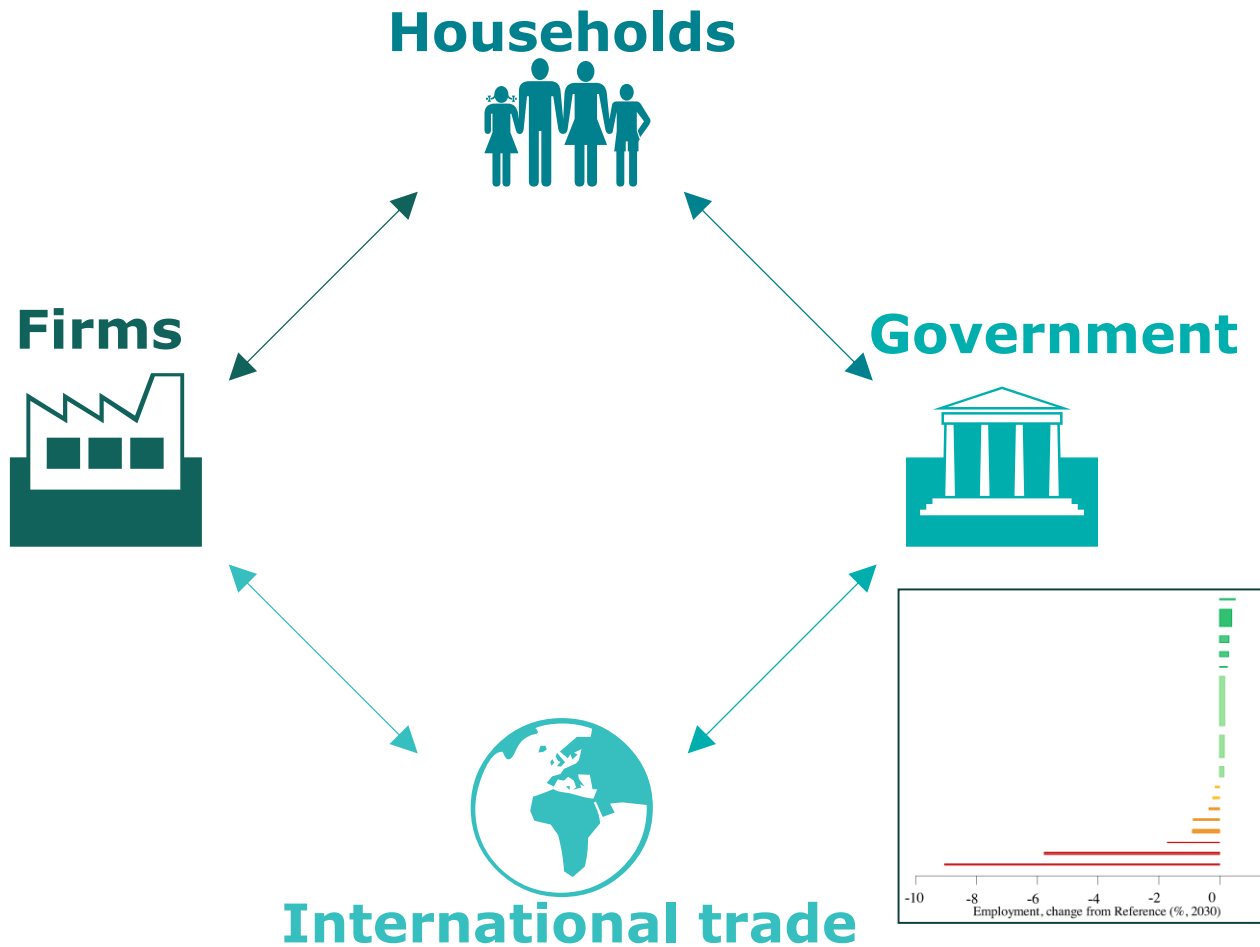 Households
Firms
Government
International trade
-10 -8 -6 -4 -2 0
Employment, change from Reference (%, 2030)